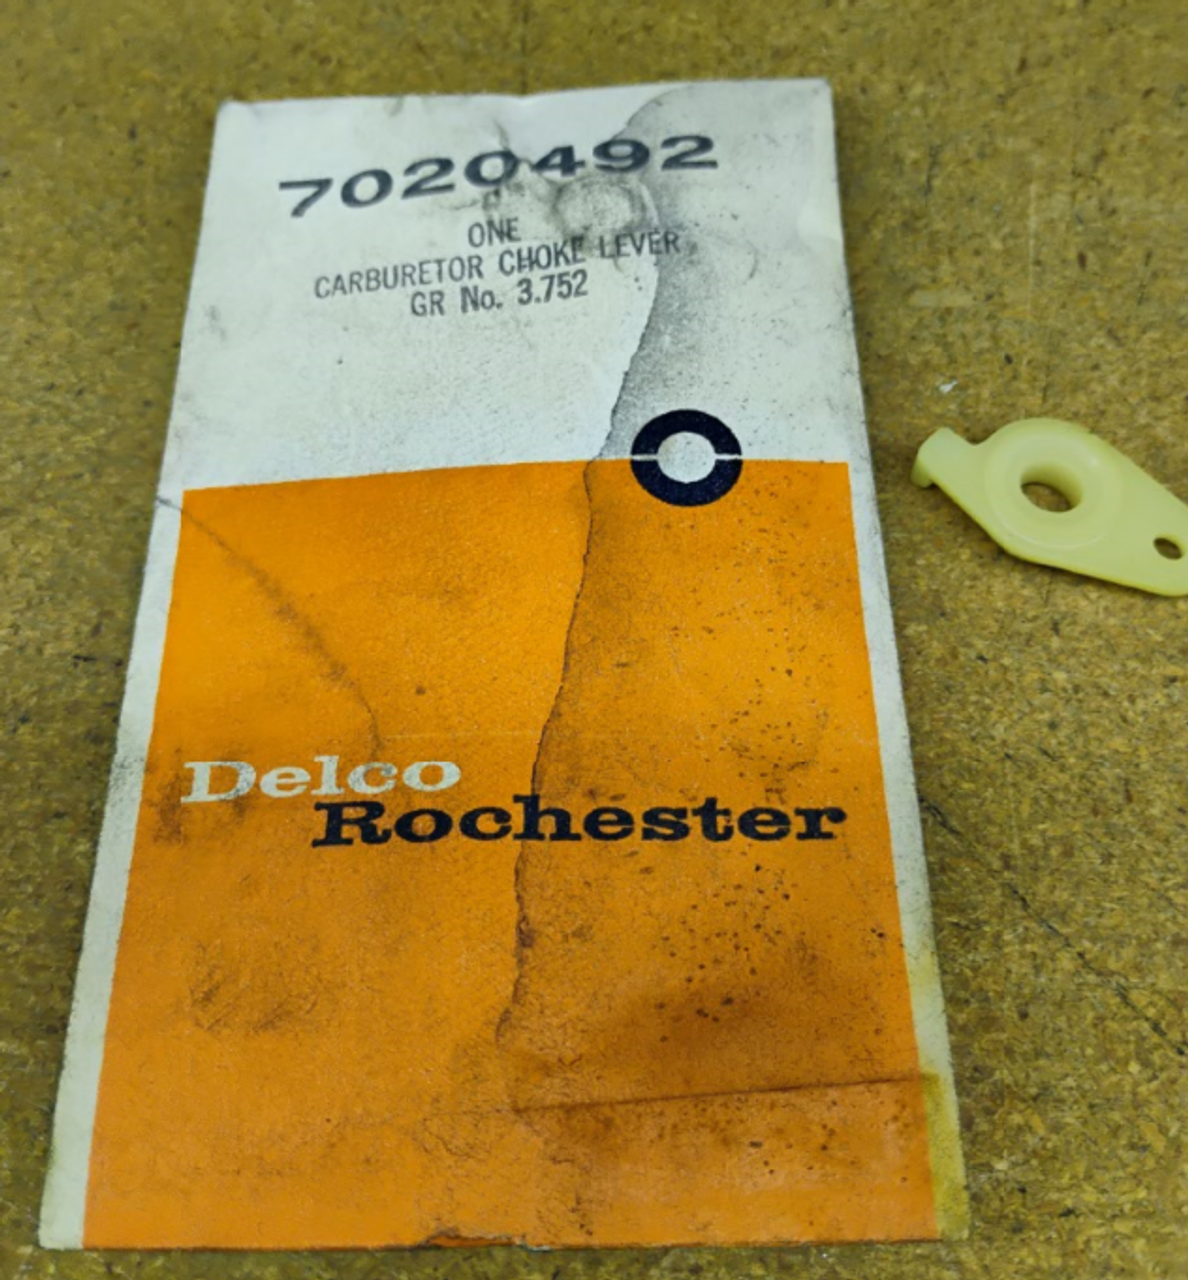 7020492
ONE
CARBURETOR CHOKE LEVER
GR No. 3.752
Delco
Rochester